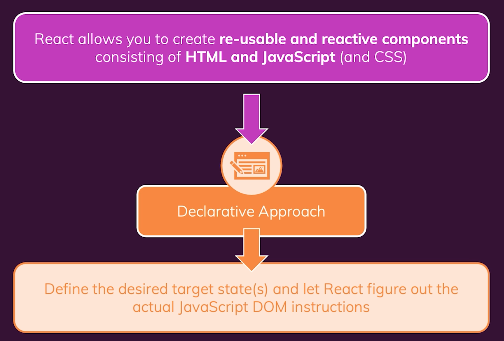 React allows you to create re-usable and reactive components
consisting of HTML and JavaScript (and CSS)
Declarative Approach
Define the desired target state(s) and let React figure out the
actual JavaScript DOM instructions